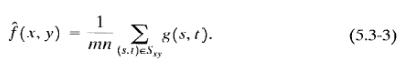 f̂(x, y) = 1/mn ∑_{(s,t)∈S_{xy}} g(s, t). (5.3-3)